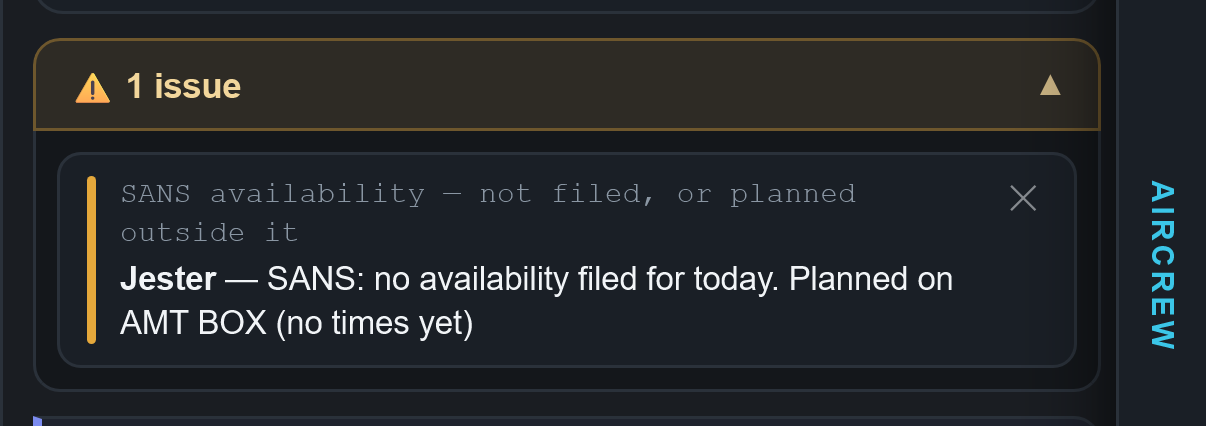 ⚠️ 1 issue ▲
SANS availability — not filed, or planned
outside it
Jester — SANS: no availability filed for today. Planned on
AMT BOX (no times yet)
AIRCREW